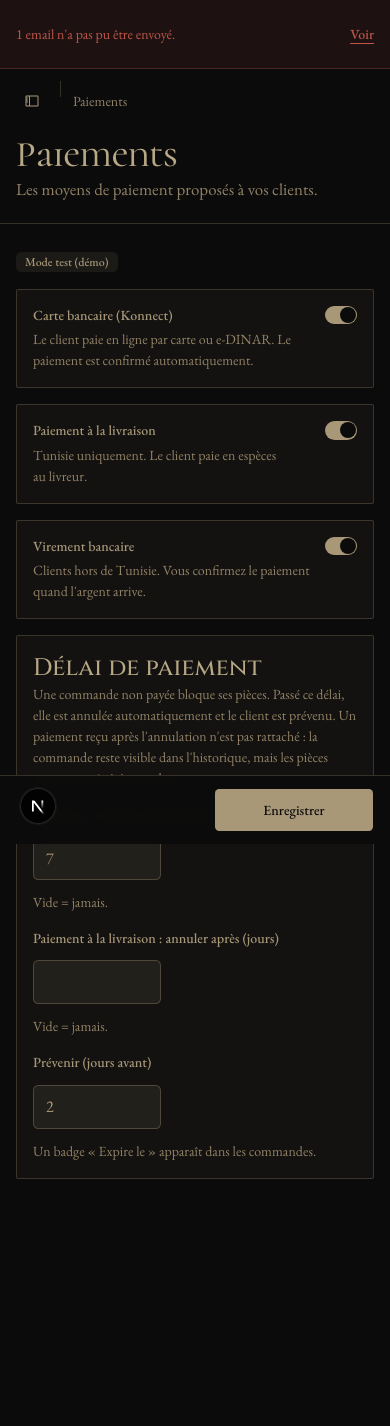 1 email n'a pas pu être envoyé.
Voir
Paiements
Paiements
Les moyens de paiement proposés à vos clients.
Mode test (démo)
Carte bancaire (Konnect)
Le client paie en ligne par carte ou e-DINAR. Le
paiement est confirmé automatiquement.
Paiement à la livraison
Tunisie uniquement. Le client paie en espèces
au livreur.
Virement bancaire
Clients hors de Tunisie. Vous confirmez le paiement
quand l'argent arrive.
Délai de paiement
Une commande non payée bloque ses pièces. Passé ce délai,
elle est annulée automatiquement et le client est prévenu. Un
paiement reçu après l'annulation n'est pas rattaché : la
commande reste visible dans l'historique, mais les pièces
N
Enregistrer
7
Vide = jamais.
Paiement à la livraison : annuler après (jours)
Vide = jamais.
Prévenir (jours avant)
2
Un badge « Expire le » apparaît dans les commandes.